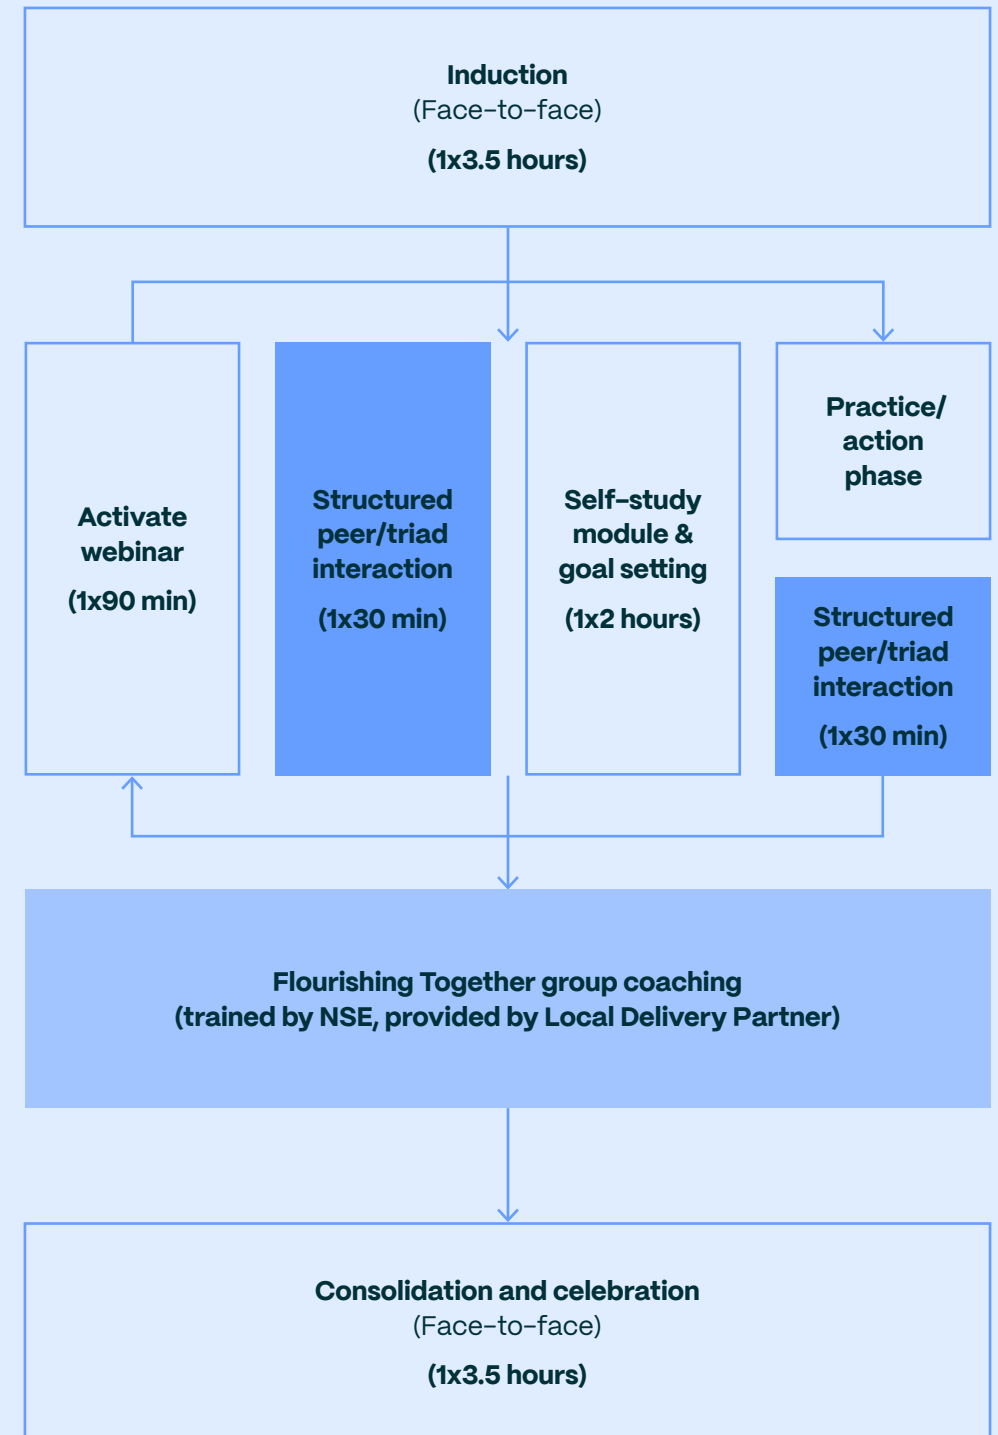 Induction
(Face-to-face)
(1x3.5 hours)
Activate
webinar
(1x90 min)
Structured
peer/triad
interaction
(1x30 min)
Self-study
module &
goal setting
(1x2 hours)
Practice/
action
phase
Structured
peer/triad
interaction
(1x30 min)
Flourishing Together group coaching
(trained by NSE, provided by Local Delivery Partner)
Consolidation and celebration
(Face-to-face)
(1x3.5 hours)